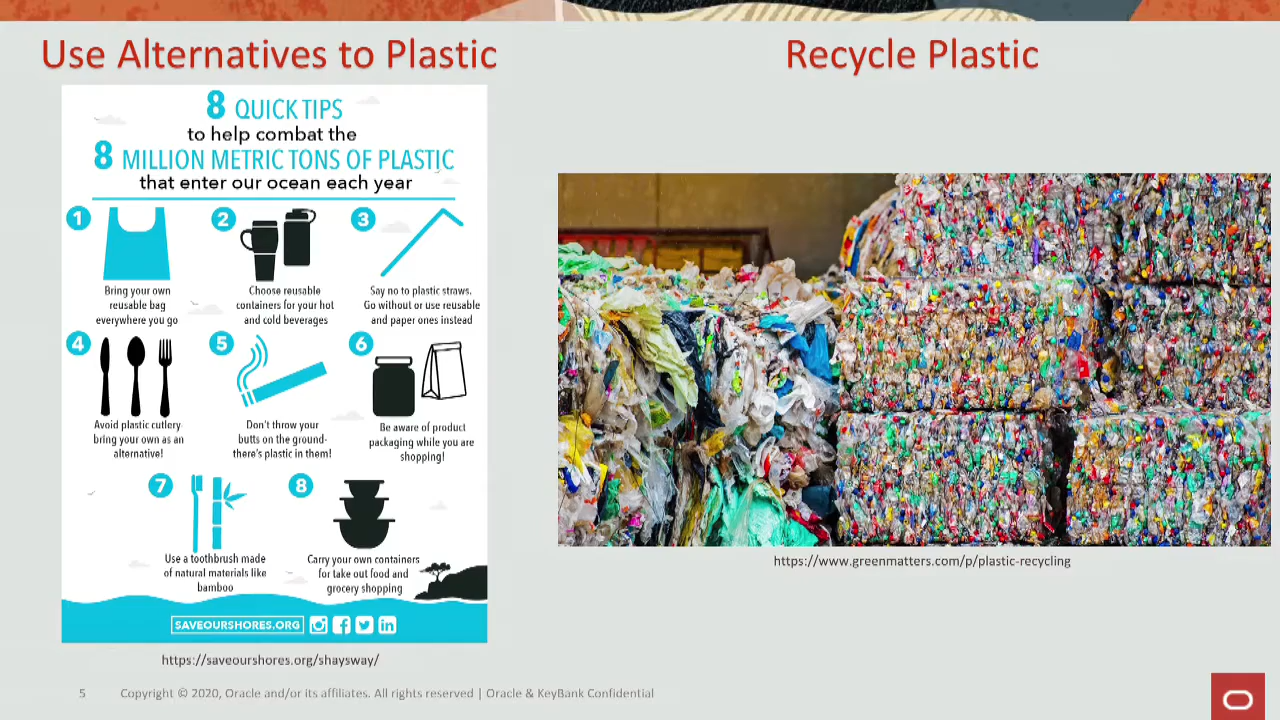 Use Alternatives to Plastic
Recycle Plastic
8 QUICK TIPS
to help combat the
8 MILLION METRIC TONS OF PLASTIC
that enter our ocean each year
1
Bring your own
reusable bag
everywhere you go
2
Choose reusable
containers for your hot
and cold beverages
3
Say no to plastic straws.
Go without or use reusable
and paper ones instead
4
Avoid plastic cutlery-
bring your own as an
alternative!
5
Don't throw your
butts on the ground-
there's plastic in them!
6
Be aware of product
packaging while you are
shopping!
7
Use a toothbrush made
of natural materials like
bamboo
8
Carry your own containers
for take out food and
grocery shopping
SAVEOURSHORES.ORG
https://saveourshores.org/shaysway/
https://www.greenmatters.com/p/plastic-recycling
5 Copyright © 2020, Oracle and/or its affiliates. All rights reserved | Oracle & KeyBank Confidential